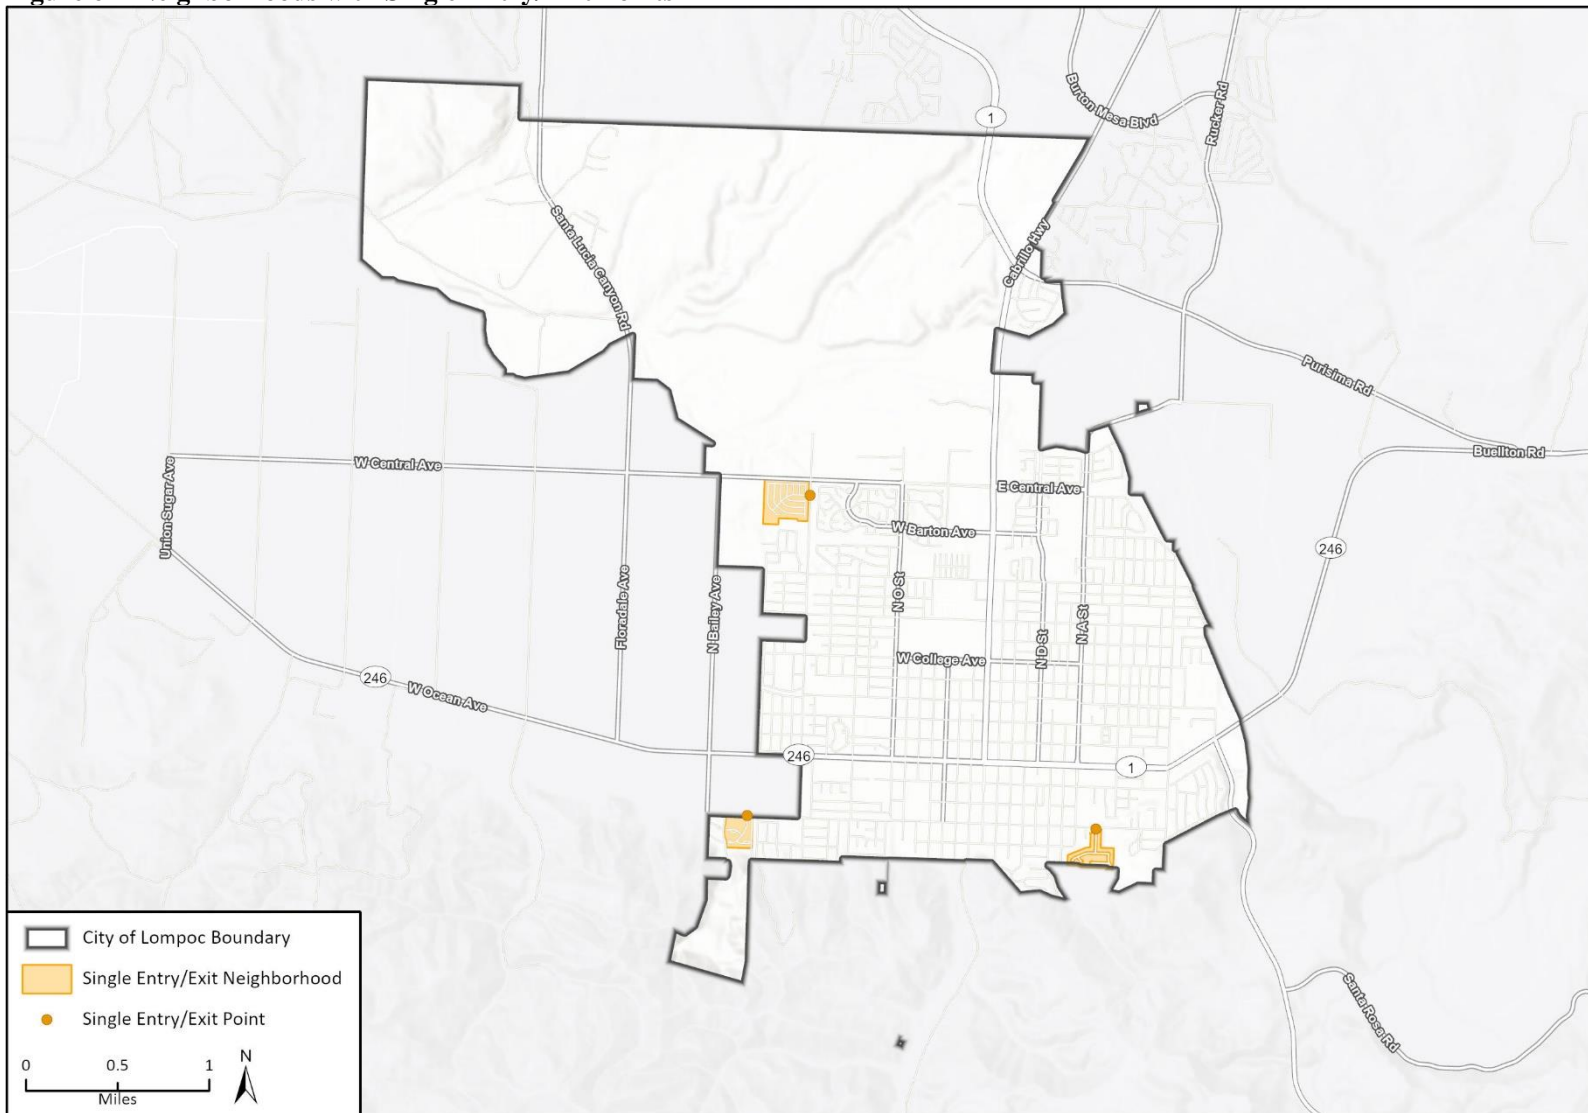 1
Burton Mesa Blvd
Rucker Rd
Santa Lucia Canyon Rd
Cabrillo Hwy
Purisima Rd
Buellton Rd
W Central Ave
E Central Ave
Union Sugar Ave
W Barton Ave
246
N O St
Floradale Ave
N Bailey Ave
N D St
N A St
W College Ave
246
W Ocean Ave
246
1
Santa Rosa Rd
City of Lompoc Boundary
Single Entry/Exit Neighborhood
Single Entry/Exit Point
0 0.5 1
Miles
N